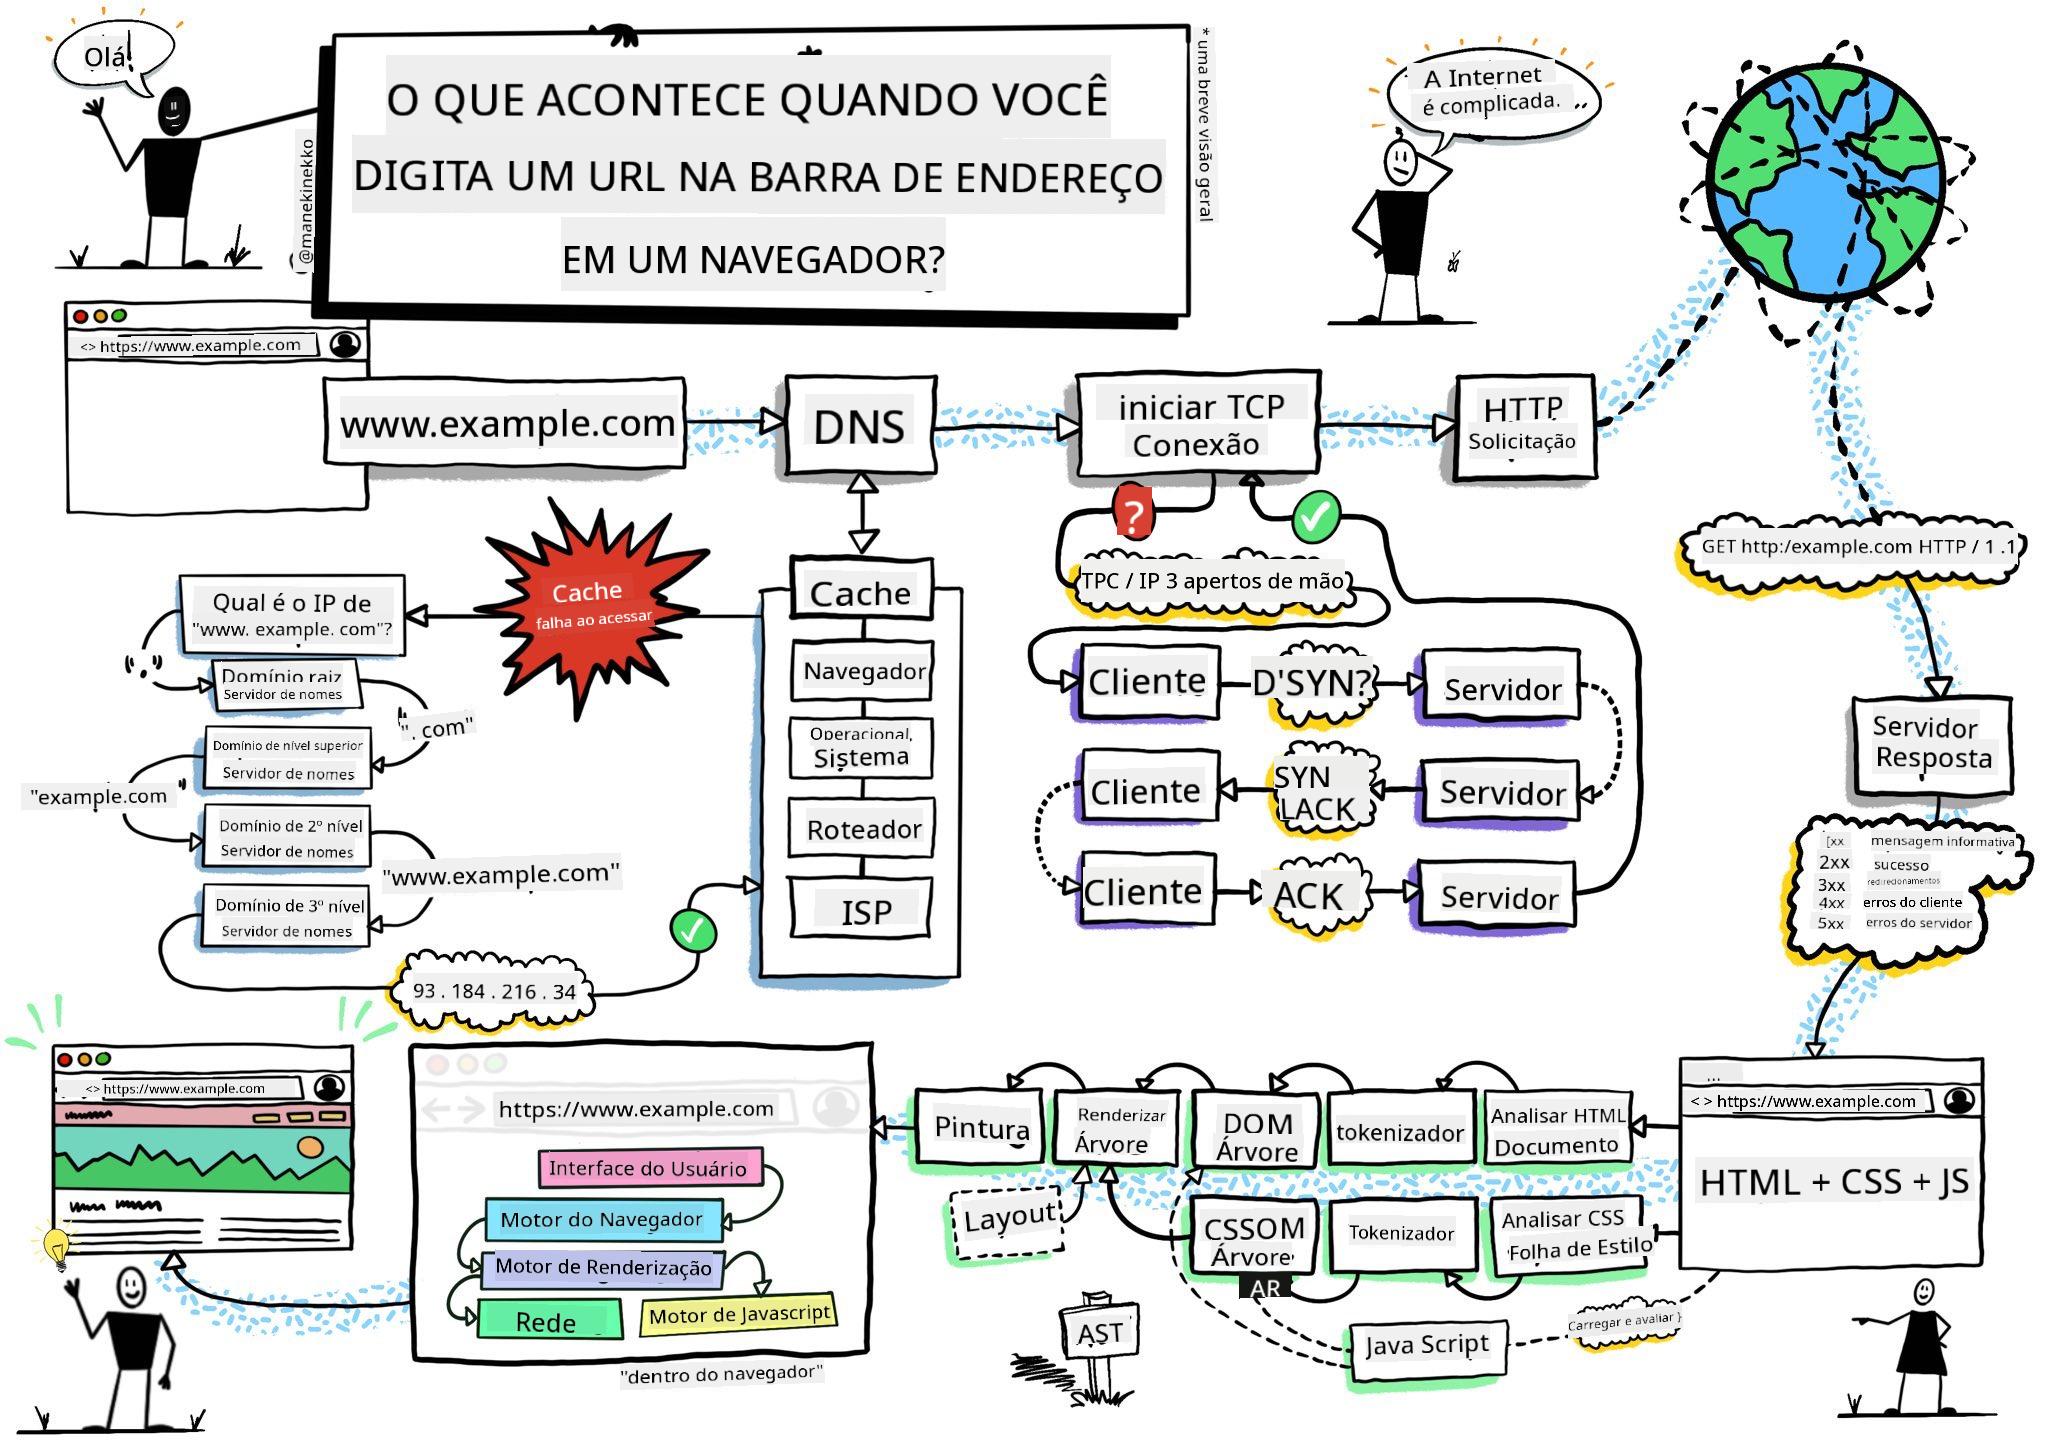 Olá!
O QUE ACONTECE QUANDO VOCÊ
DIGITA UM URL NA BARRA DE ENDEREÇO
EM UM NAVEGADOR?
@manekinekko
* uma breve visão geral
A Internet
é complicada.
<> https://www.example.com
www.example.com
DNS
iniciar TCP
Conexão
HTTP
Solicitação
GET http:/example.com HTTP / 1 .1
Servidor
Resposta
[xx mensagem informativa
2xx sucesso
3xx redirecionamentos
4xx erros do cliente
5xx erros do servidor
?
TPC / IP 3 apertos de mão
Cliente D'SYN? Servidor
Cliente SYN Servidor
LACK
Cliente ACK Servidor
Cache
Navegador
Operacional,
Sistema
Roteador
ISP
Cache
falha ao acessar
Qual é o IP de
"www. example. com"?
Domínio raiz
Servidor de nomes
". com"
Domínio de nível superior
Servidor de nomes
"example.com
Domínio de 2º nível
Servidor de nomes
"www.example.com"
Domínio de 3º nível
Servidor de nomes
93 . 184 . 216 . 34
<> https://www.example.com
https://www.example.com
Interface do Usuário
Motor do Navegador
Motor de Renderização
Rede
Motor de Javascript
"dentro do navegador"
Pintura
Renderizar
Árvore
DOM
Árvore
tokenizador
Analisar HTML
Documento
Layout
CSSOM
Árvore
AR
Tokenizador
Analisar CSS
Folha de Estilo
...
< > https://www.example.com
HTML + CSS + JS
Carregar e avaliar }
Java Script
AST